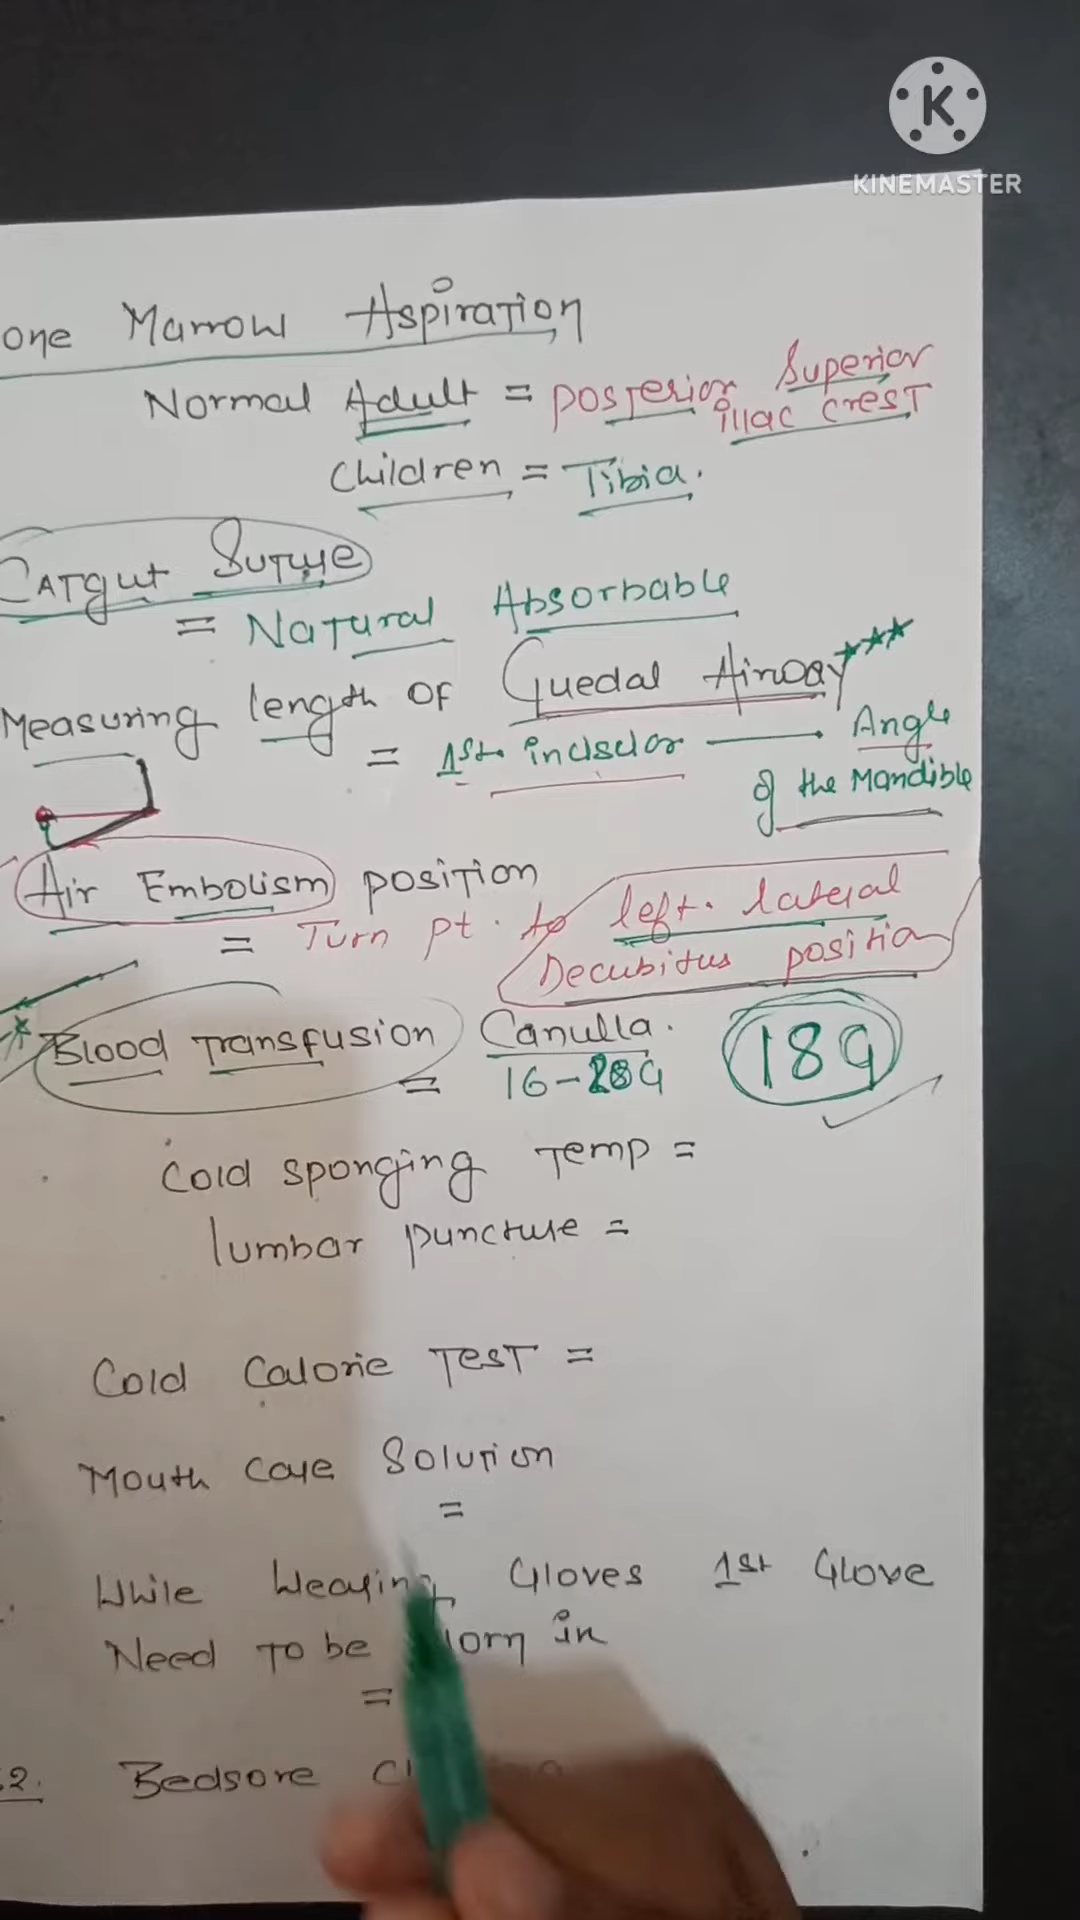 KINEMASTER
one Marrow Aspiration
Normal Adult = Posterior Superior
illac crest
Children = Tibia.
Catgut Suture
= Natural Absorbable
Measuring length of Guedal Airway
= 1st incisior Angle
of the Mandible
Air Embolism position
= Turn pt. to left lateral
Decubitus position
Blood Transfusion Canulla.
= 16-18G 18G
Cold sponging Temp =
lumbar puncture =
Cold Calorie Test =
Mouth care Solution
=
While Wearing Gloves 1st Glove
Need to be Worn in
=
2. Bedsore